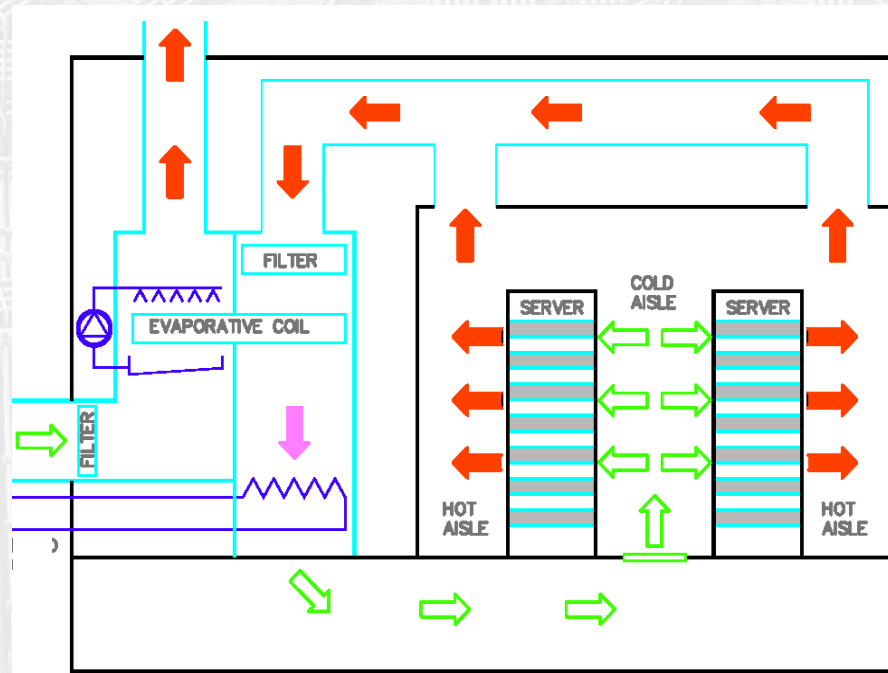 FILTER
EVAPORATIVE COIL
FILTER
COLD
AISLE
SERVER
SERVER
HOT
AISLE
HOT
AISLE